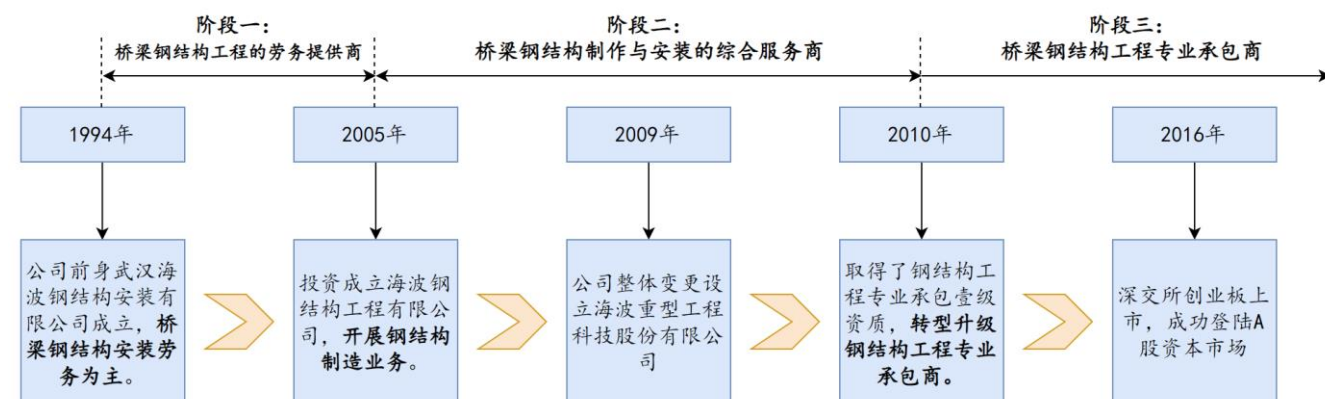 阶段一：
桥梁钢结构工程的劳务提供商
阶段二：
桥梁钢结构制作与安装的综合服务商
阶段三：
桥梁钢结构工程专业承包商
1994年
2005年
2009年
2010年
2016年
公司前身武汉海
波钢结构安装有
限公司成立，桥
梁钢结构安装劳
务为主。
投资成立海波钢
结构工程有限公
司，开展钢结构
制造业务。
公司整体变更设
立海波重型工程
科技股份有限公
司
取得了钢结构工
程专业承包壹级
资质，转型升级
钢结构工程专业
承包商。
深交所创业板上
市，成功登陆A
股资本市场